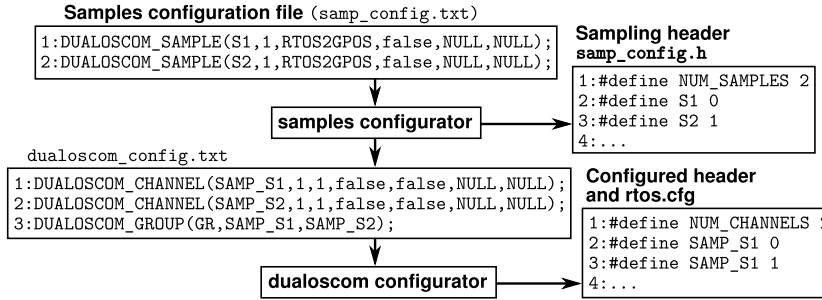 Samples configuration file (samp_config.txt)
1:DUALOSCOM_SAMPLE(S1,1,RTOS2GPOS,false,NULL,NULL);
2:DUALOSCOM_SAMPLE(S2,1,RTOS2GPOS,false,NULL,NULL);
Sampling header
samp_config.h
1:#define NUM_SAMPLES 2
2:#define S1 0
3:#define S2 1
4:...
samples configurator
dualoscom_config.txt
1:DUALOSCOM_CHANNEL(SAMP_S1,1,1,false,false,NULL,NULL);
2:DUALOSCOM_CHANNEL(SAMP_S2,1,1,false,false,NULL,NULL);
3:DUALOSCOM_GROUP(GR,SAMP_S1,SAMP_S2);
Configured header
and rtos.cfg
1:#define NUM_CHANNELS 2
2:#define SAMP_S1 0
3:#define SAMP_S1 1
4:...
dualoscom configurator